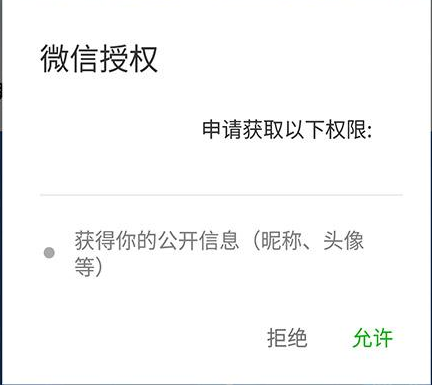 微信授权
申请获取以下权限:
获得你的公开信息（昵称、头像
等）
拒绝 允许